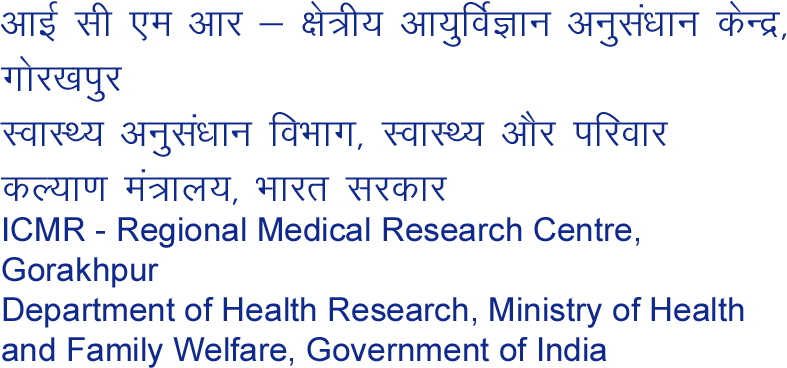 आई सी एम आर – क्षेत्रीय आयुर्विज्ञान अनुसंधान केन्द्र,
गोरखपुर
स्वास्थ्य अनुसंधान विभाग, स्वास्थ्य और परिवार
कल्याण मंत्रालय, भारत सरकार
ICMR - Regional Medical Research Centre,
Gorakhpur
Department of Health Research, Ministry of Health
and Family Welfare, Government of India